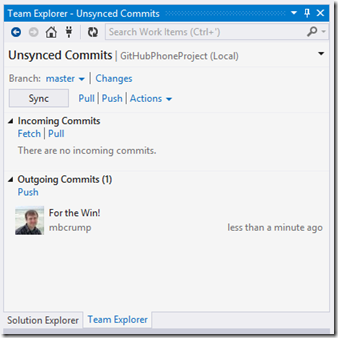 Team Explorer - Unsynced Commits
Search Work Items (Ctrl+')
Unsynced Commits | GitHubPhoneProject (Local)
Branch: master | Changes
Sync Pull | Push | Actions
Incoming Commits
Fetch | Pull
There are no incoming commits.
Outgoing Commits (1)
Push
For the Win!
mbcrump less than a minute ago
Solution Explorer Team Explorer